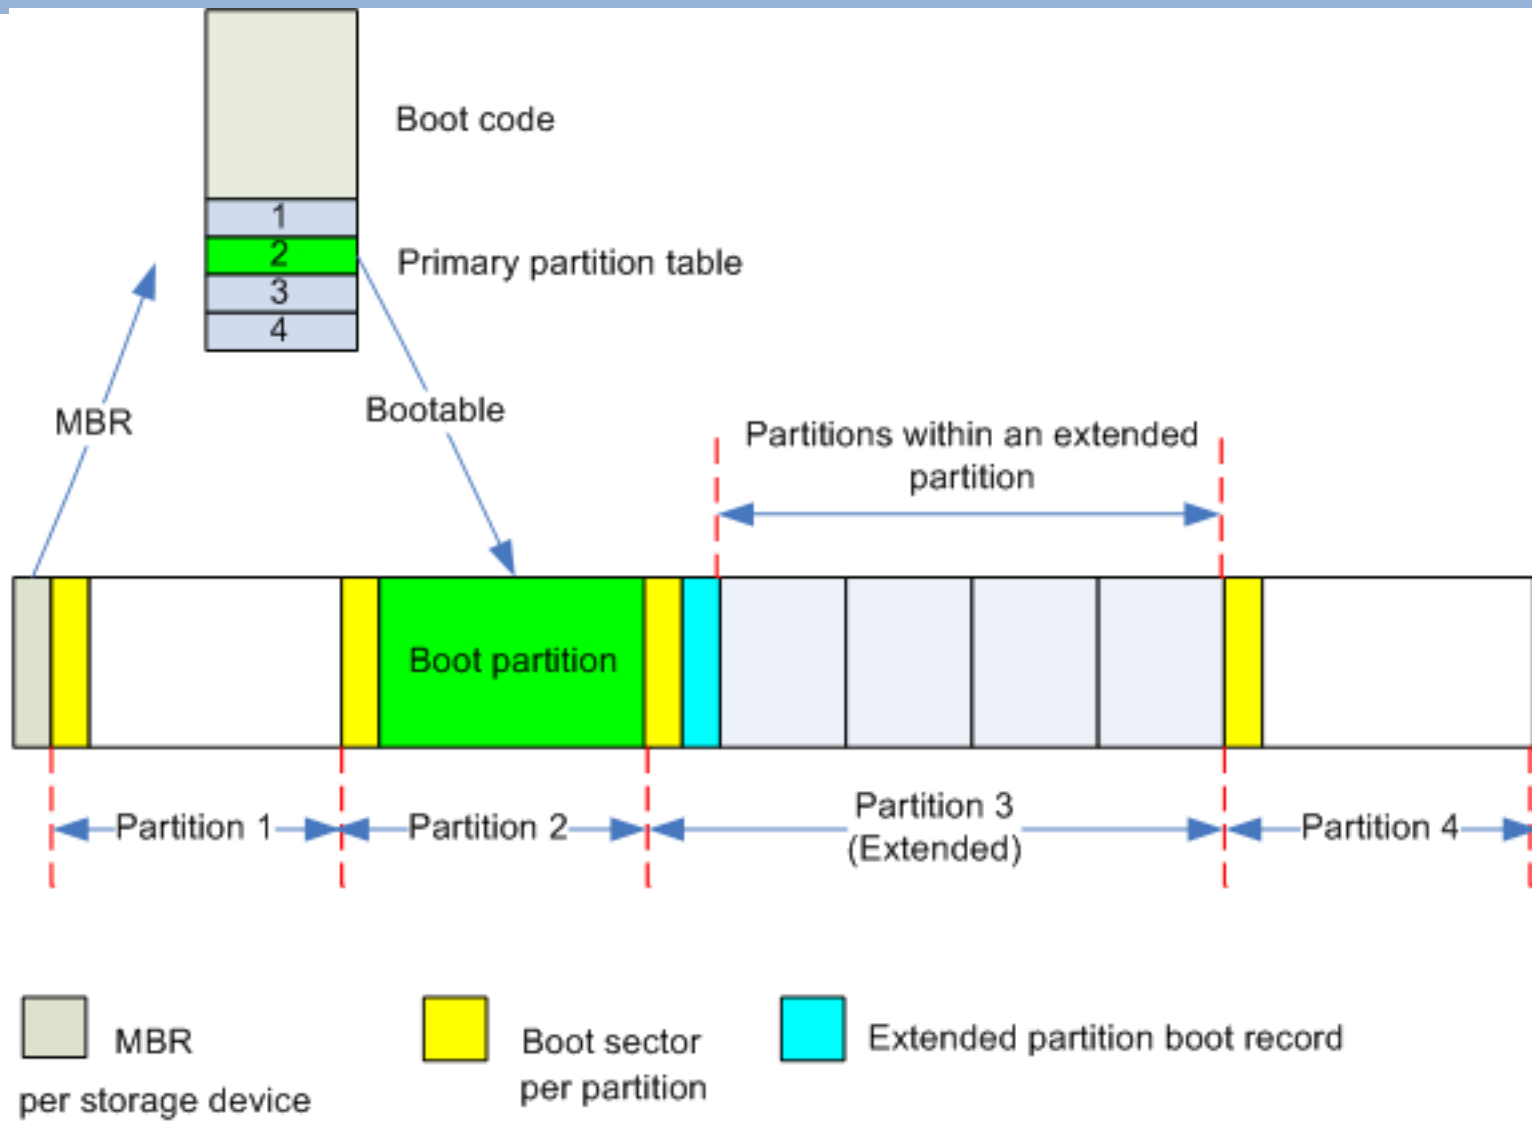 Boot code
1
2
3
4
Primary partition table
MBR
Bootable
Partitions within an extended
partition
Boot partition
Partition 1
Partition 2
Partition 3
(Extended)
Partition 4
MBR
per storage device
Boot sector
per partition
Extended partition boot record